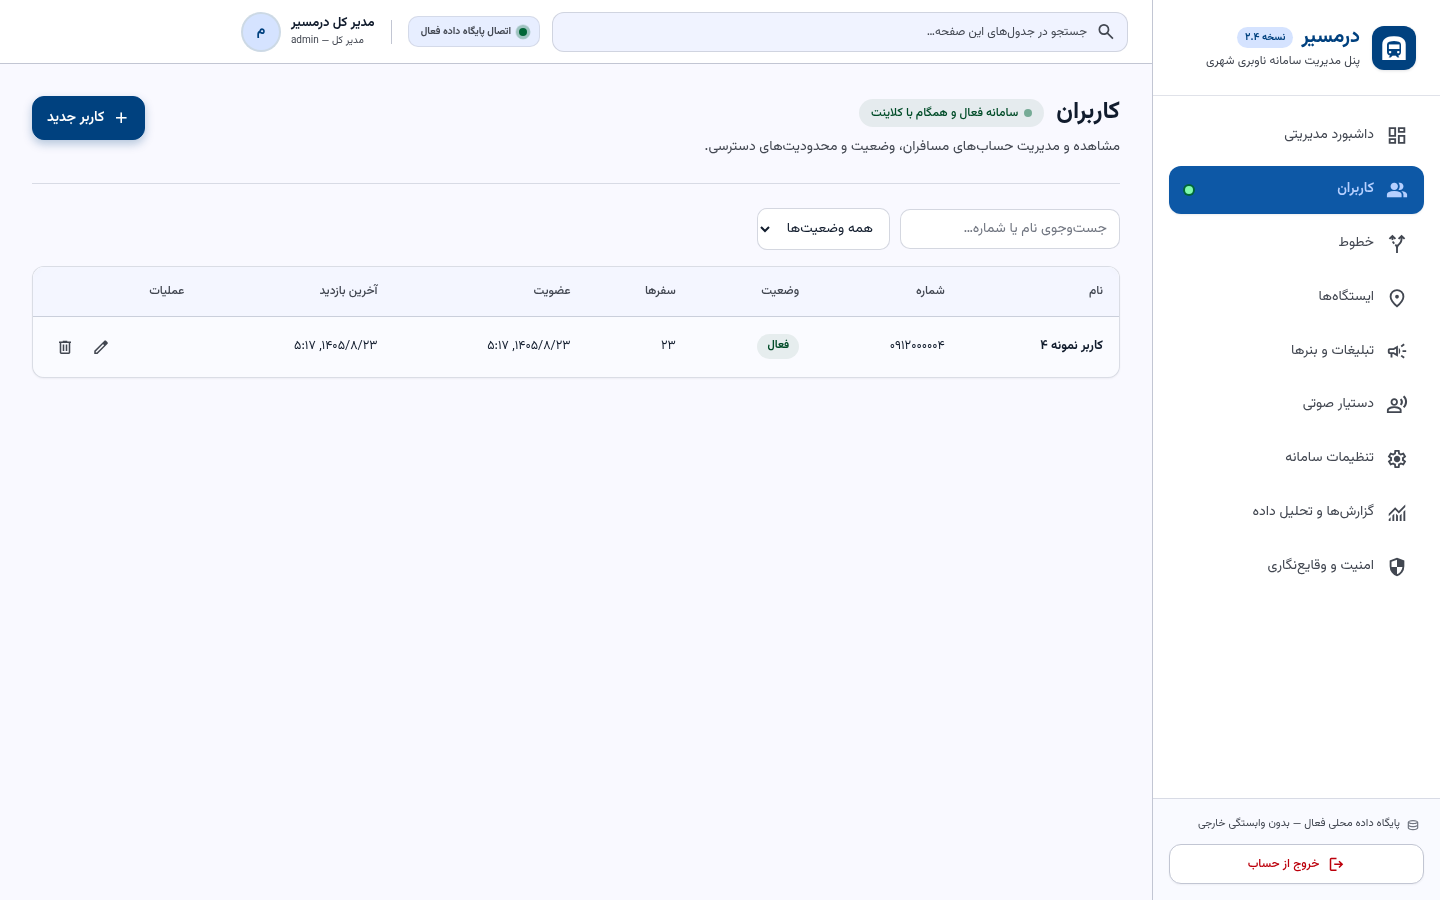 درمسیر نسخه ۲.۴
پنل مدیریت سامانه ناوبری شهری
داشبورد مدیریتی
کاربران
خطوط
ایستگاه‌ها
تبلیغات و بنرها
دستیار صوتی
تنظیمات سامانه
گزارش‌ها و تحلیل داده
امنیت و وقایع‌نگاری
پایگاه داده محلی فعال — بدون وابستگی خارجی
خروج از حساب
جستجو در جدول‌های این صفحه...
اتصال پایگاه داده فعال
مدیر کل درمسیر
مدیر کل — admin
م
کاربران سامانه فعال و همگام با کلاینت
مشاهده و مدیریت حساب‌های مسافران، وضعیت و محدودیت‌های دسترسی.
کاربر جدید
جست‌وجوی نام یا شماره...
همه وضعیت‌ها
نام شماره وضعیت سفرها عضویت آخرین بازدید عملیات
کاربر نمونه ۴ ۰۹۱۲۰۰۰۰۰۴ فعال ۲۳ ۱۴۰۵/۸/۲۳, ۵:۱۷ ۱۴۰۵/۸/۲۳, ۵:۱۷